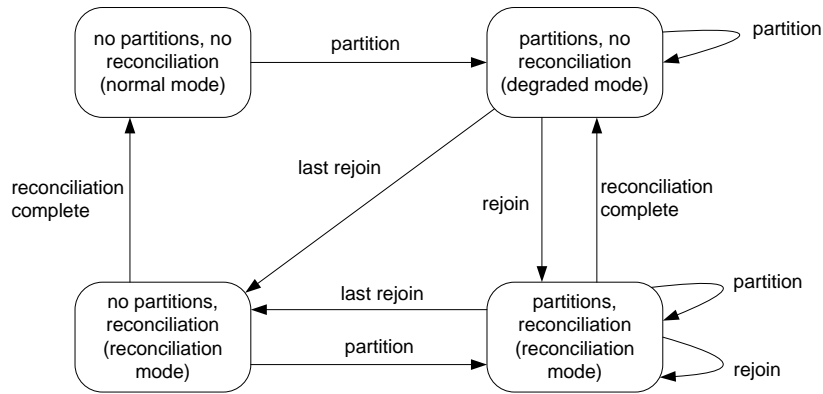 no partitions, no
reconciliation
(normal mode)
partition
partitions, no
reconciliation
(degraded mode)
partition
last rejoin
reconciliation
complete
rejoin
reconciliation
complete
no partitions,
reconciliation
(reconciliation
mode)
last rejoin
partition
partitions,
reconciliation
(reconciliation
mode)
partition
rejoin